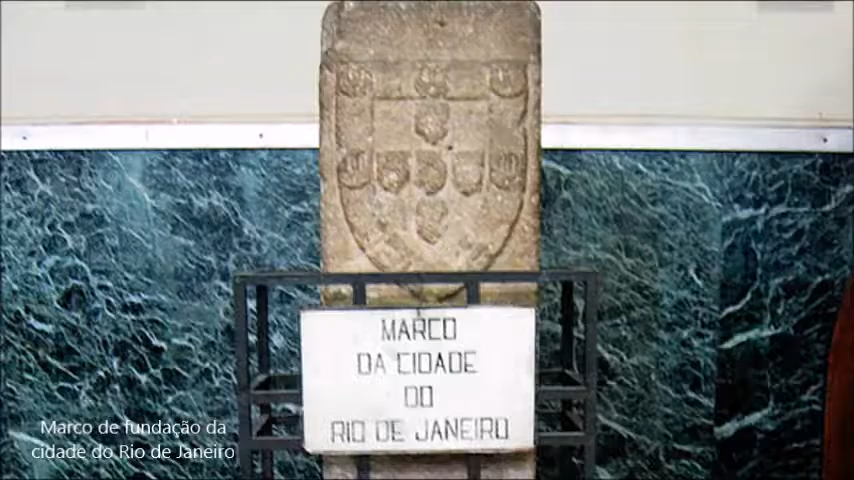 MARCO
DA CIDADE
DO
RIO DE JANEIRO
Marco de fundação da
cidade do Rio de Janeiro